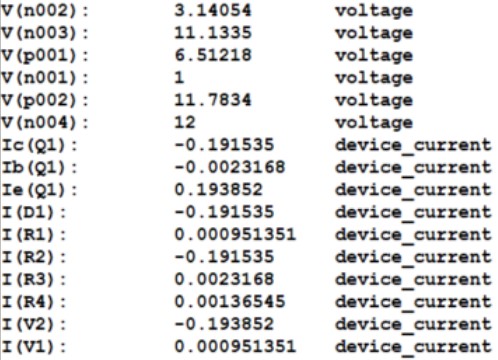 V(n002): 3.14054 voltage
V(n003): 11.1335 voltage
V(p001): 6.51218 voltage
V(n001): 1 voltage
V(p002): 11.7834 voltage
V(n004): 12 voltage
Ic(Q1): -0.191535 device_current
Ib(Q1): -0.0023168 device_current
Ie(Q1): 0.193852 device_current
I(D1): -0.191535 device_current
I(R1): 0.000951351 device_current
I(R2): -0.191535 device_current
I(R3): 0.0023168 device_current
I(R4): 0.00136545 device_current
I(V2): -0.193852 device_current
I(V1): 0.000951351 device_current